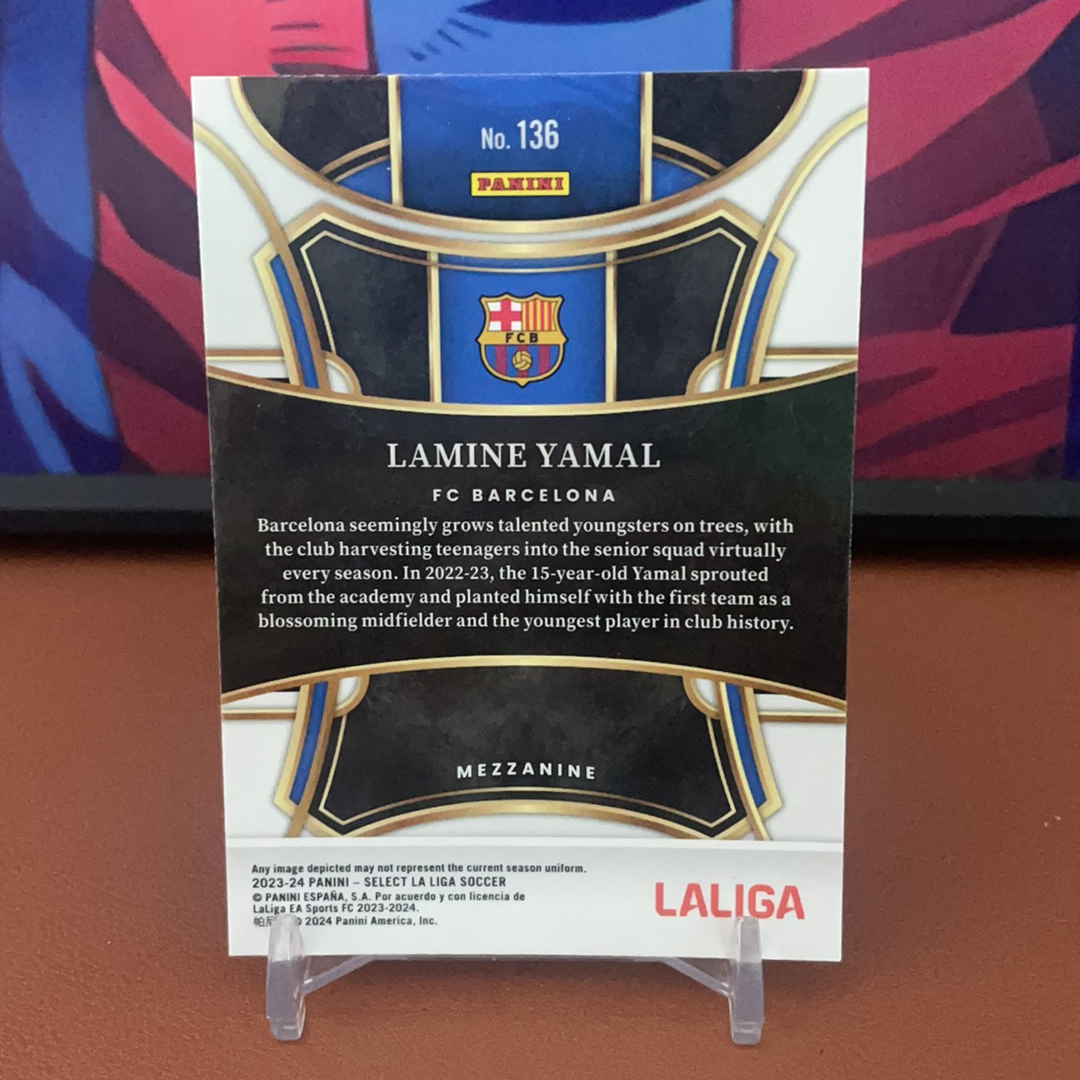 No. 136
PANINI
FCB
LAMINE YAMAL
FC BARCELONA
Barcelona seemingly grows talented youngsters on trees, with
the club harvesting teenagers into the senior squad virtually
every season. In 2022-23, the 15-year-old Yamal sprouted
from the academy and planted himself with the first team as a
blossoming midfielder and the youngest player in club history.
MEZZANINE
Any image depicted may not represent the current season uniform.
2023-24 PANINI – SELECT LA LIGA SOCCER
© PANINI ESPAÑA, S.A. Por acuerdo y con licencia de
LaLiga EA Sports FC 2023-2024.
© 2024 Panini America, Inc.
LALIGA